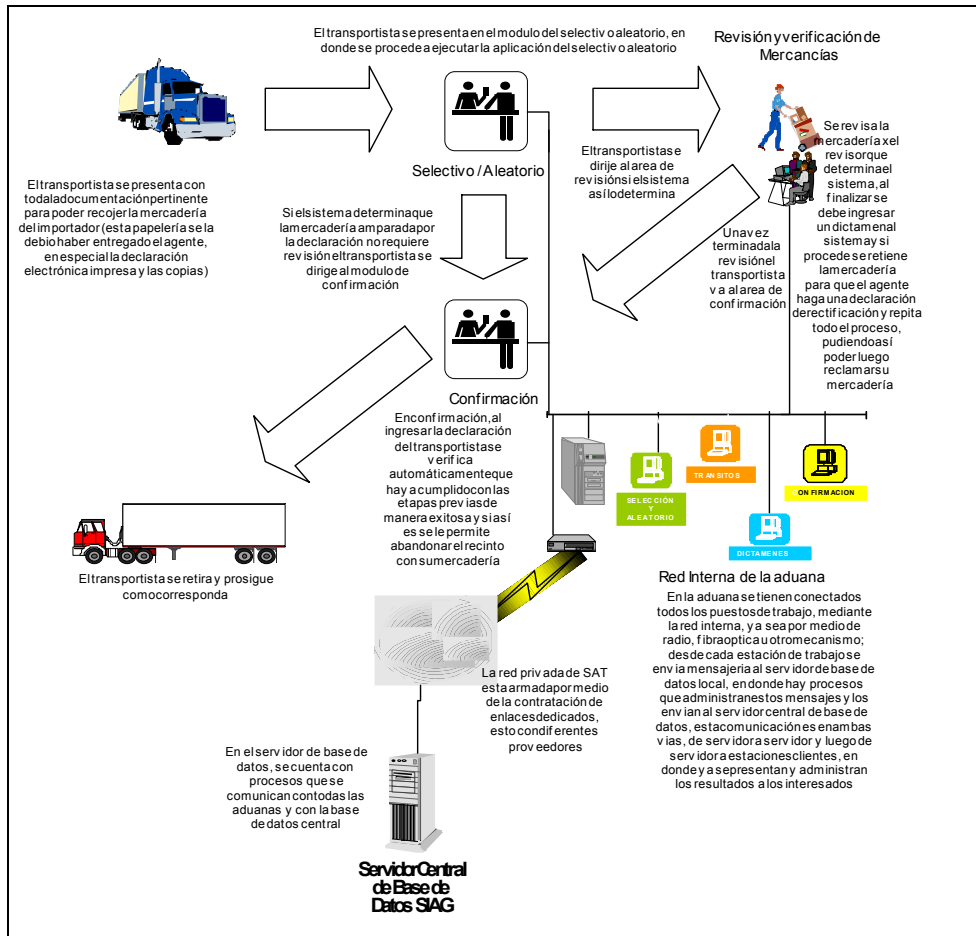 El transportista se presenta en el modulo del selectivo aleatorio, en
donde se procede a ejecutar la aplicación del selectivo aleatorio
Revisión y verificación de
Mercancías
Selectivo / Aleatorio
El transportista se presenta con
toda la documentación pertinente
para poder recojer la mercadería
del importador (esta papelería se la
debio haber entregado el agente,
en especial la declaración
electrónica impresa y las copias)
Si el sistema determina que
la mercadería amparada por
la declaración no requiere
revisión el transportista se
dirige al modulo de
confirmación
El transportista se
dirije al area de
revisón si el sistema
así lo determina
Una vez
terminada la
revisión el
transportista
va al area de
confirmación
Se revisa la
mercadería x el
revisor que
determina el
sistema, al
finalizar se
debe ingresar
un dictamen al
sistema y si
procede se retiene
la mercadería
para que el agente
haga una declaración
de rectificación y repita
todo el proceso,
pudiendo así
poder luego
reclamar su
mercadería
Confirmación
En confirmación, al
ingresar la declaración
del transportista se
verifica
automáticamente que
haya cumplido con las
etapas previas de
manera exitosa y si así
es se le permite
abandonar el recinto
con su mercadería
El transportista se retira y prosigue
como corresponda
SELECCIÓN
Y
ALEATORIO
TRANSITOS
DICTAMENES
CONFIRMACION
Red Interna de la aduana
En la aduana se tienen conectados
todos los puestos de trabajo, mediante
la red interna, ya sea por medio de
radio, fibra optica u otro mecanismo;
desde cada estación de trabajo se
envia mensajeria al servidor de base de
datos local, en donde hay procesos
que administran estos mensajes y los
envian al servidor central de base de
datos, esta comunicación es en ambas
vias, de servidor a servidor y luego de
servidor a estaciones clientes, en
donde ya se presentan y administran
los resultados a los interesados
La red privada de SAT
esta armada por medio
de la contratación de
enlaces dedicados,
esto con diferentes
proveedores
En el servidor de base de
datos, se cuenta con
procesos que se
comunican con todas las
aduanas y con la base
de datos central
Servidor Central
de Base de
Datos SIAG